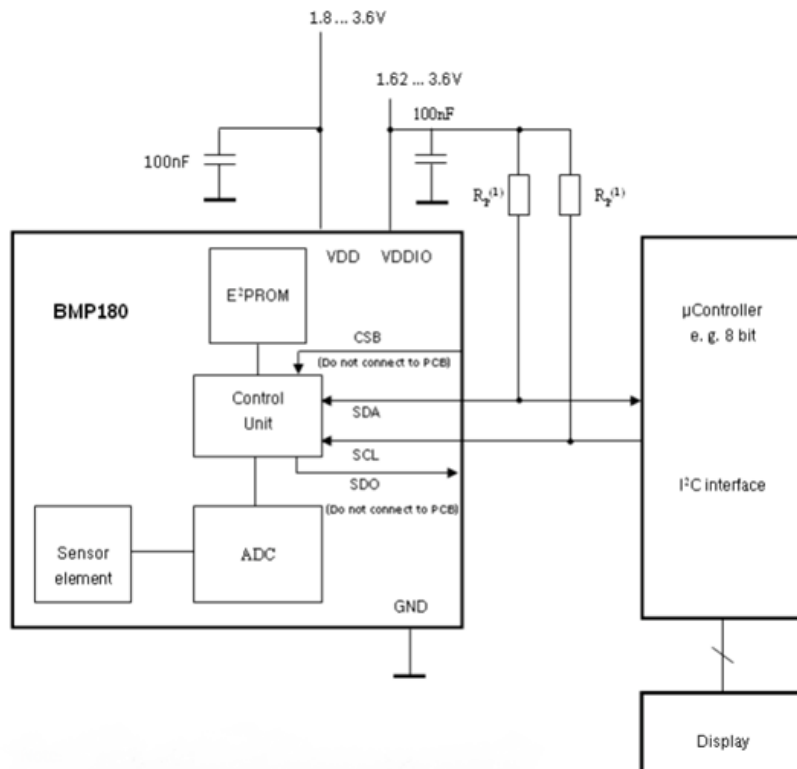 1.8 ... 3.6V
1.62 ... 3.6V
100nF
100nF
Rₚ⁽¹⁾
Rₚ⁽¹⁾
VDD
VDDIO
E²PROM
BMP180
CSB
(Do not connect to PCB)
Control
Unit
SDA
SCL
SDO
(Do not connect to PCB)
Sensor
element
ADC
GND
µController
e. g. 8 bit
I²C interface
Display